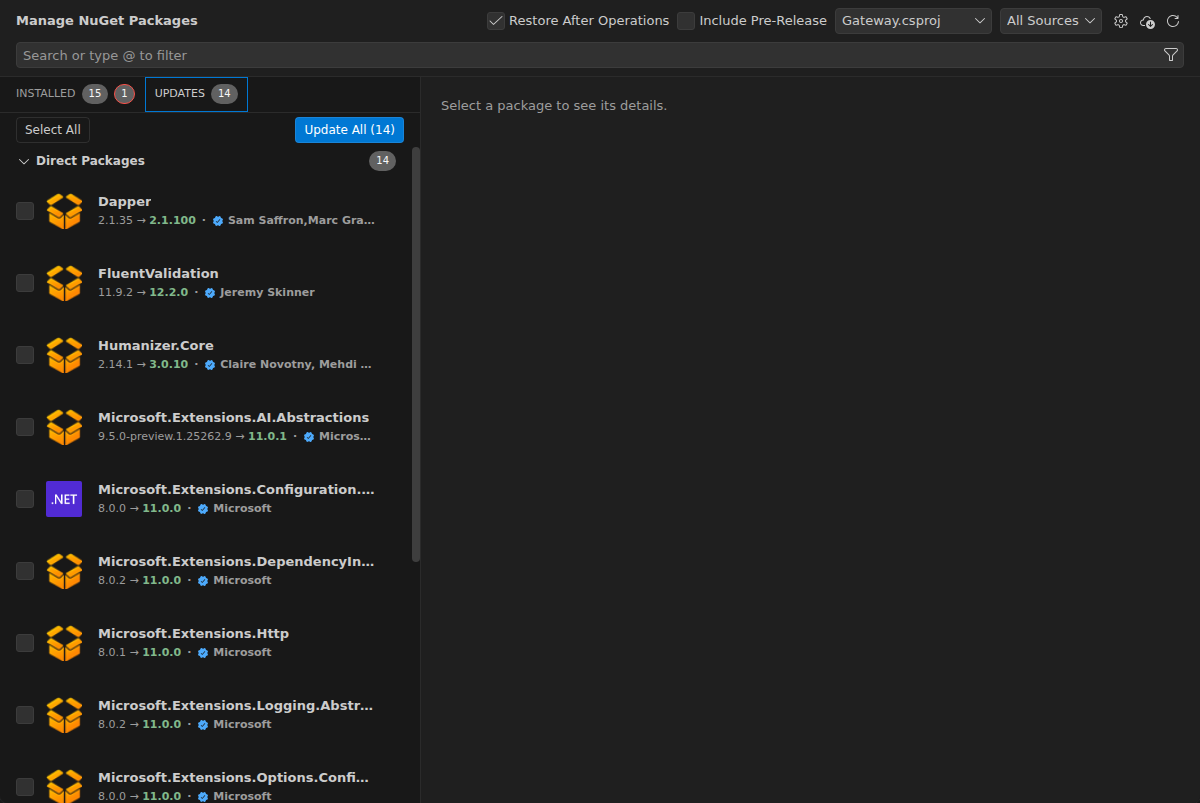 Manage NuGet Packages
Restore After Operations
Include Pre-Release
Gateway.csproj
All Sources
Search or type @ to filter
INSTALLED 15 1 UPDATES 14
Select a package to see its details.
Select All
Update All (14)
Direct Packages 14
Dapper
2.1.35 → 2.1.100 · Sam Saffron,Marc Gra…
FluentValidation
11.9.2 → 12.2.0 · Jeremy Skinner
Humanizer.Core
2.14.1 → 3.0.10 · Claire Novotny, Mehdi …
Microsoft.Extensions.AI.Abstractions
9.5.0-preview.1.25262.9 → 11.0.1 · Micros…
.NET
Microsoft.Extensions.Configuration.…
8.0.0 → 11.0.0 · Microsoft
Microsoft.Extensions.DependencyIn…
8.0.2 → 11.0.0 · Microsoft
Microsoft.Extensions.Http
8.0.1 → 11.0.0 · Microsoft
Microsoft.Extensions.Logging.Abstr…
8.0.2 → 11.0.0 · Microsoft
Microsoft.Extensions.Options.Confi…
8.0.0 → 11.0.0 · Microsoft